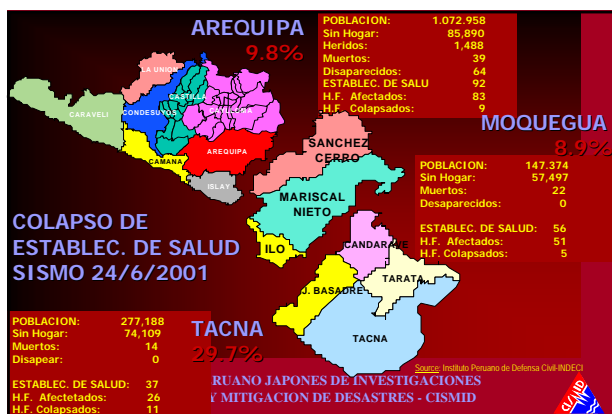 AREQUIPA
9.8%
POBLACION: 1.072.958
Sin Hogar: 85,890
Heridos: 1,488
Muertos: 39
Disaparecidos: 64
ESTABLEC. DE SALU 92
H.F. Afectados: 83
H.F. Colapsados: 9
LA UNION
CARAVELI
CONDESUYOS
CASTILLA
CAYLLOMA
CAMANA
AREQUIPA
ISLAY
MOQUEGUA
8.9%
POBLACION: 147.374
Sin Hogar: 57,497
Muertos: 22
Desaparecidos: 0
ESTABLEC. DE SALUD: 56
H.F. Afectados: 51
H.F. Colapsados: 5
SANCHEZ
CERRO
MARISCAL
NIETO
ILO
COLAPSO DE
ESTABLEC. DE SALUD
SISMO 24/6/2001
CANDARAVE
TARATA
J. BASADRE
TACNA
TACNA
29.7%
POBLACION: 277,188
Sin Hogar: 74,109
Muertos: 14
Disapear: 0
ESTABLEC. DE SALUD: 37
H.F. Afectetados: 26
H.F. Colapsados: 11
Source: Instituto Peruano de Defensa Civil-INDECI
RUANO JAPONES DE INVESTIGACIONES
Y MITIGACION DE DESASTRES - CISMID
CISMID